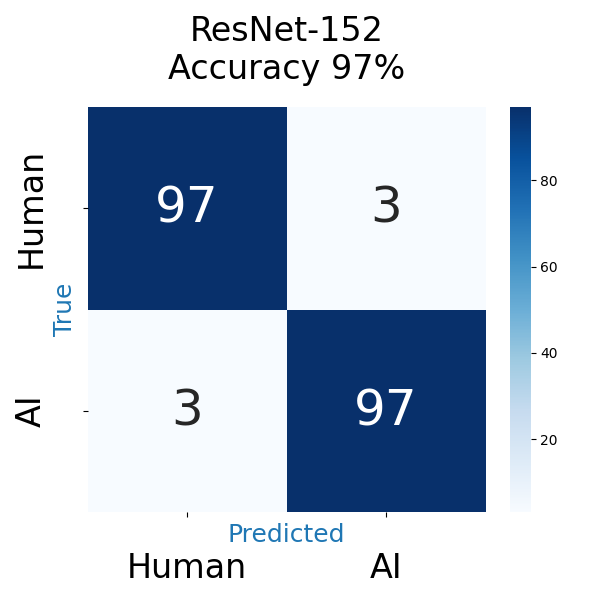 ResNet-152
Accuracy 97%
Human
97
3
80
60
True
40
AI
3
97
20
Predicted
Human
AI